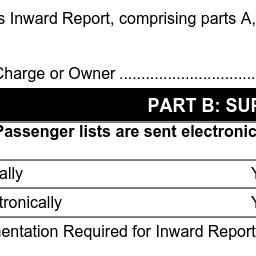 s Inward Report, comprising parts A,
Charge or Owner ..............................
PART B: SUP
Passenger lists are sent electronic
ally
tronically
entation Required for Inward Report